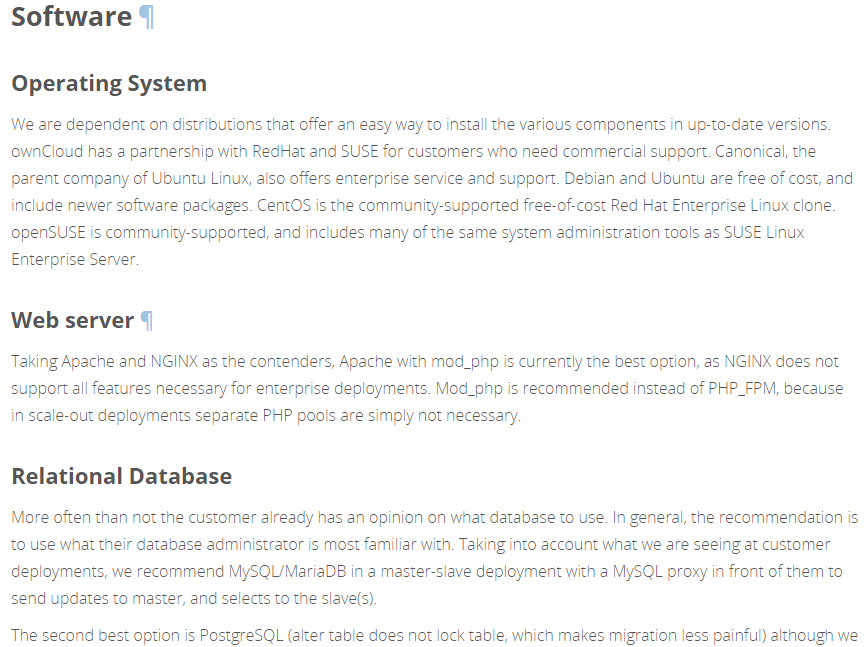 Software ¶
Operating System
We are dependent on distributions that offer an easy way to install the various components in up-to-date versions.
ownCloud has a partnership with RedHat and SUSE for customers who need commercial support. Canonical, the
parent company of Ubuntu Linux, also offers enterprise service and support. Debian and Ubuntu are free of cost, and
include newer software packages. CentOS is the community-supported free-of-cost Red Hat Enterprise Linux clone.
openSUSE is community-supported, and includes many of the same system administration tools as SUSE Linux
Enterprise Server.
Web server ¶
Taking Apache and NGINX as the contenders, Apache with mod_php is currently the best option, as NGINX does not
support all features necessary for enterprise deployments. Mod_php is recommended instead of PHP_FPM, because
in scale-out deployments separate PHP pools are simply not necessary.
Relational Database
More often than not the customer already has an opinion on what database to use. In general, the recommendation is
to use what their database administrator is most familiar with. Taking into account what we are seeing at customer
deployments, we recommend MySQL/MariaDB in a master-slave deployment with a MySQL proxy in front of them to
send updates to master, and selects to the slave(s).
The second best option is PostgreSQL (alter table does not lock table, which makes migration less painful) although we